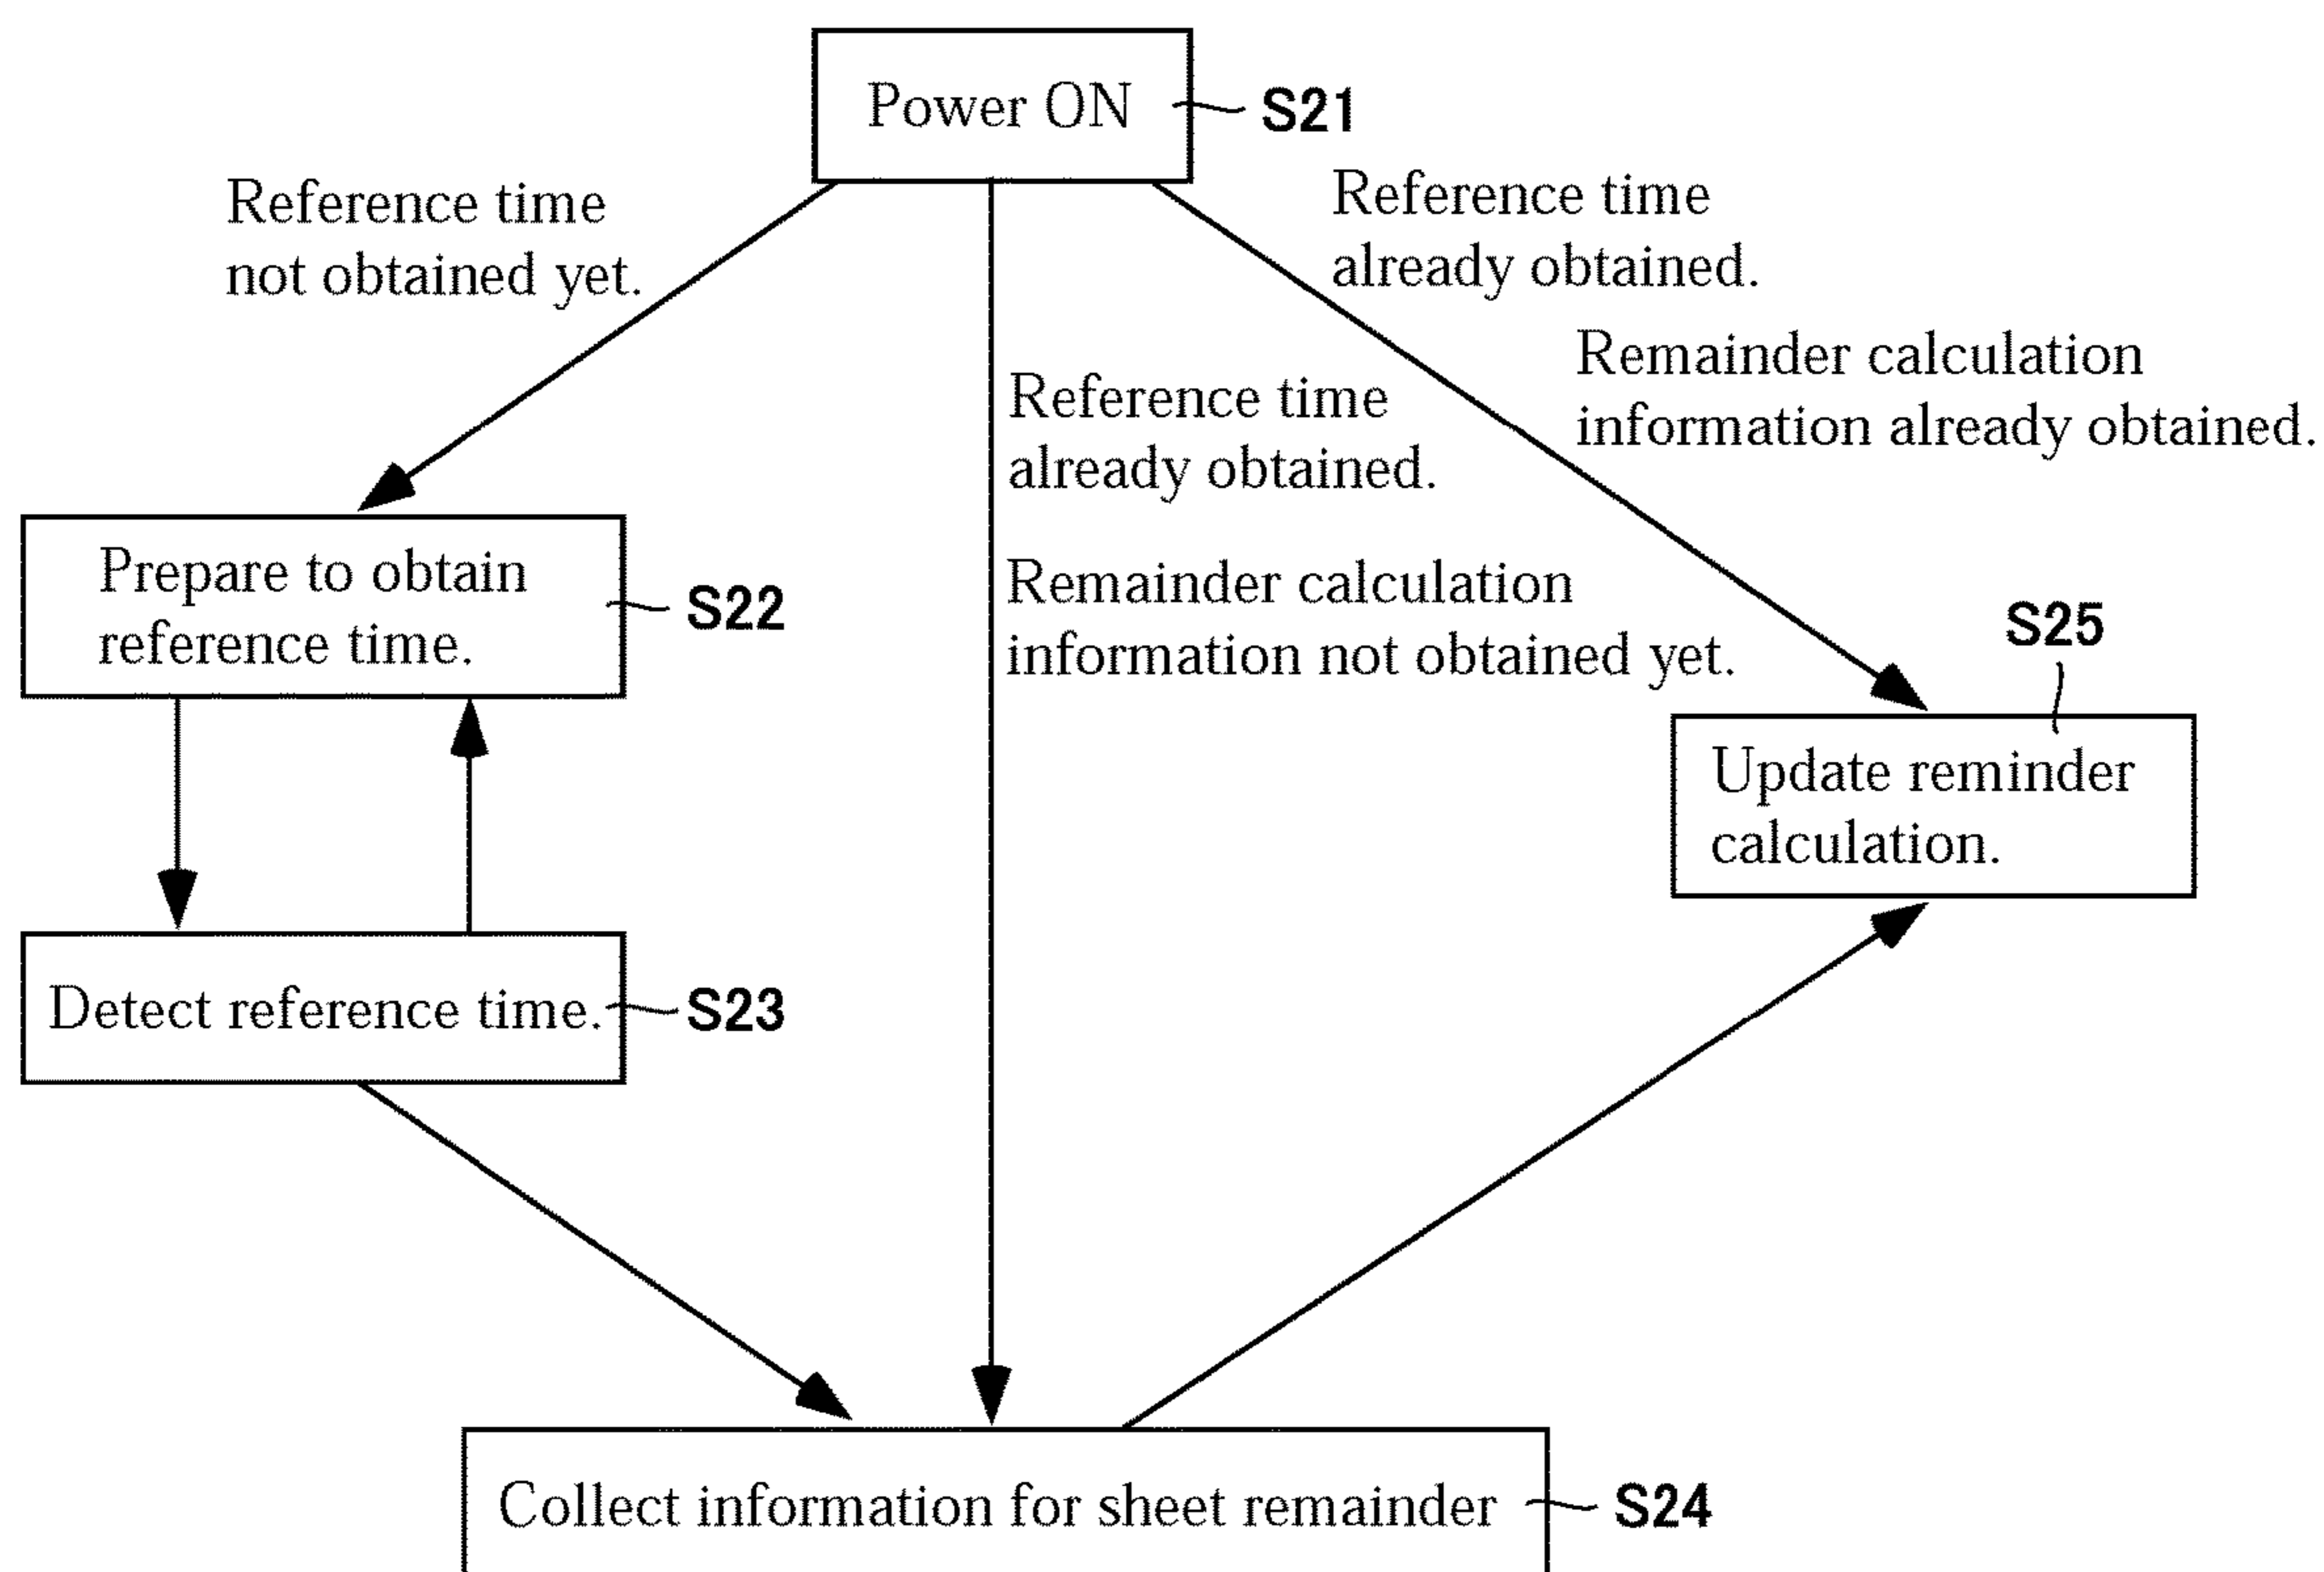 Power ON
S21
Reference time
not obtained yet.
Reference time
already obtained.
Remainder calculation
information already obtained.
Reference time
already obtained.
Remainder calculation
information not obtained yet.
Prepare to obtain
reference time.
S22
S25
Update reminder
calculation.
Detect reference time.
S23
Collect information for sheet remainder
S24